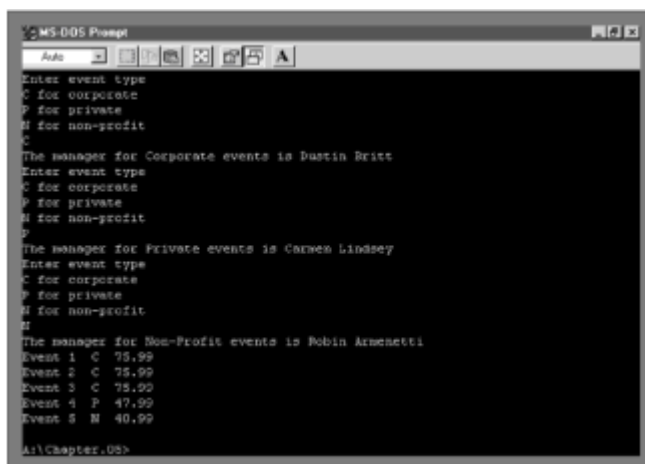 MS-DOS Prompt
Auto
A
Enter event type
C for corporate
P for private
N for non-profit
C
The manager for Corporate events is Dustin Britt
Enter event type
C for corporate
P for private
N for non-profit
P
The manager for Private events is Carmen Lindsey
Enter event type
C for corporate
P for private
N for non-profit
N
The manager for Non-Profit events is Robin Armenetti
Event 1 C 75.99
Event 2 C 75.99
Event 3 C 75.99
Event 4 P 47.99
Event 5 N 40.99
A:\Chapter.05>